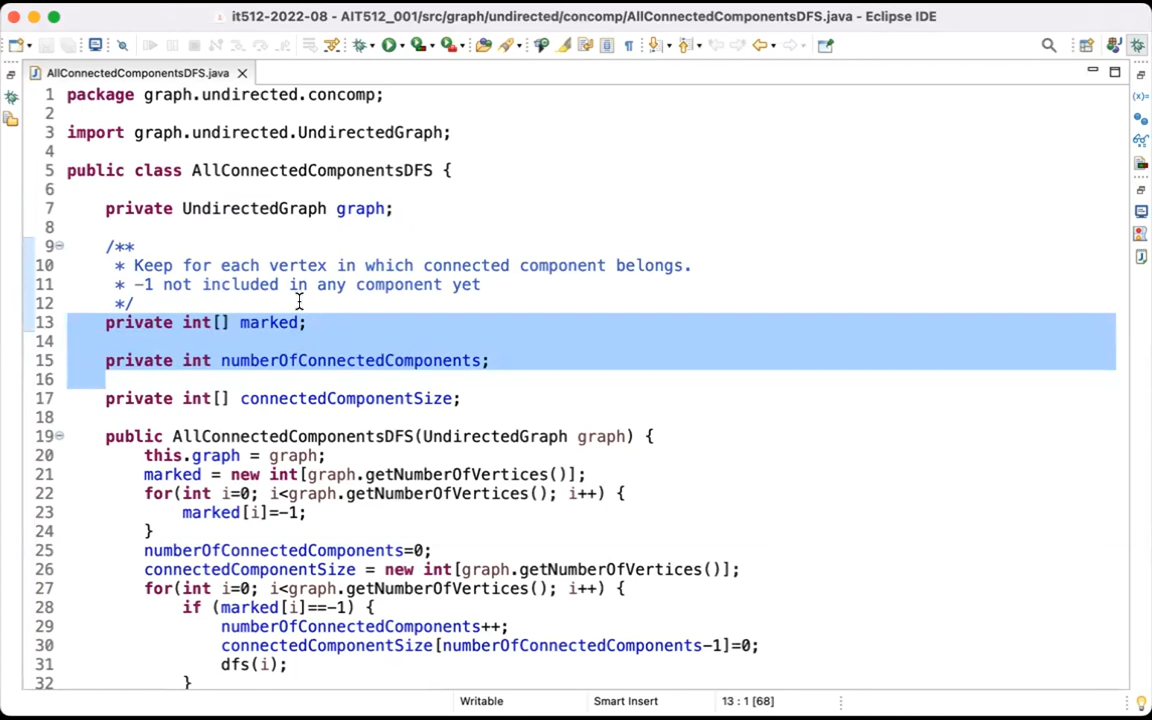 it512-2022-08 - AIT512_001/src/graph/undirected/concomp/AllConnectedComponentsDFS.java - Eclipse IDE
AllConnectedComponentsDFS.java
1 package graph.undirected.concomp;
2
3 import graph.undirected.UndirectedGraph;
4
5 public class AllConnectedComponentsDFS {
6
7 private UndirectedGraph graph;
8
9 /**
10 * Keep for each vertex in which connected component belongs.
11 * -1 not included in any component yet
12 */
13 private int[] marked;
14
15 private int numberOfConnectedComponents;
16
17 private int[] connectedComponentSize;
18
19 public AllConnectedComponentsDFS(UndirectedGraph graph) {
20 this.graph = graph;
21 marked = new int[graph.getNumberOfVertices()];
22 for(int i=0; i<graph.getNumberOfVertices(); i++) {
23 marked[i]=-1;
24 }
25 numberOfConnectedComponents=0;
26 connectedComponentSize = new int[graph.getNumberOfVertices()];
27 for(int i=0; i<graph.getNumberOfVertices(); i++) {
28 if (marked[i]==-1) {
29 numberOfConnectedComponents++;
30 connectedComponentSize[numberOfConnectedComponents-1]=0;
31 dfs(i);
32 }
Writable Smart Insert 13 : 1 [68]